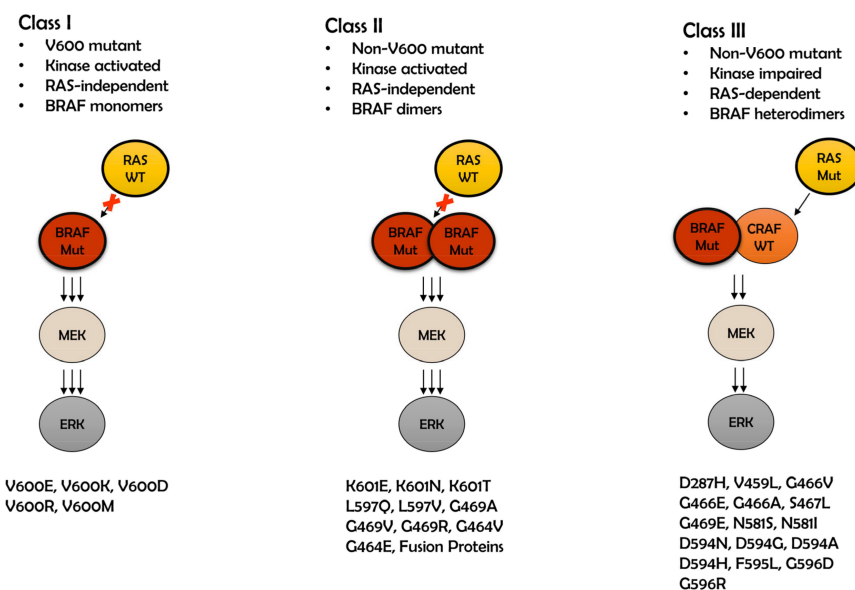 Class I
• V600 mutant
• Kinase activated
• RAS-independent
• BRAF monomers
RAS
WT
BRAF
Mut
MEK
ERK
V600E, V600K, V600D
V600R, V600M
Class II
• Non-V600 mutant
• Kinase activated
• RAS-independent
• BRAF dimers
RAS
WT
BRAF
Mut
BRAF
Mut
MEK
ERK
K601E, K601N, K601T
L597Q, L597V, G469A
G469V, G469R, G464V
G464E, Fusion Proteins
Class III
• Non-V600 mutant
• Kinase impaired
• RAS-dependent
• BRAF heterodimers
RAS
Mut
BRAF
Mut
CRAF
WT
MEK
ERK
D287H, V459L, G466V
G466E, G466A, S467L
G469E, N581S, N581I
D594N, D594G, D594A
D594H, F595L, G596D
G596R